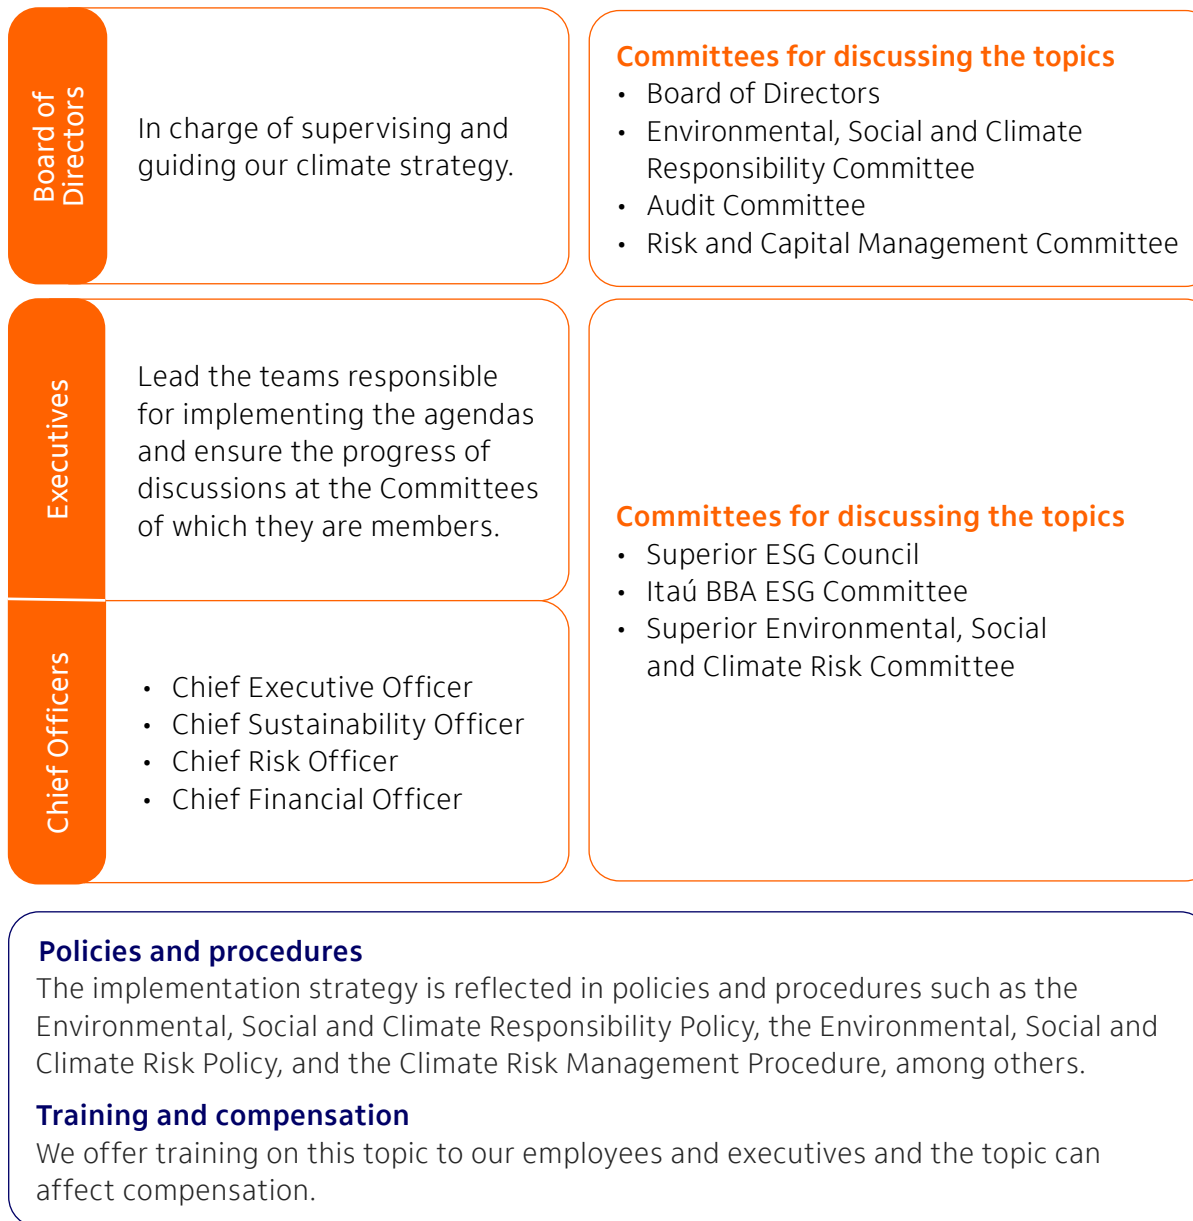 Board of
Directors
In charge of supervising and
guiding our climate strategy.
Committees for discussing the topics
• Board of Directors
• Environmental, Social and Climate
Responsibility Committee
• Audit Committee
• Risk and Capital Management Committee
Executives
Lead the teams responsible
for implementing the agendas
and ensure the progress of
discussions at the Committees
of which they are members.
Chief Officers
• Chief Executive Officer
• Chief Sustainability Officer
• Chief Risk Officer
• Chief Financial Officer
Committees for discussing the topics
• Superior ESG Council
• Itaú BBA ESG Committee
• Superior Environmental, Social
and Climate Risk Committee
Policies and procedures
The implementation strategy is reflected in policies and procedures such as the
Environmental, Social and Climate Responsibility Policy, the Environmental, Social and
Climate Risk Policy, and the Climate Risk Management Procedure, among others.
Training and compensation
We offer training on this topic to our employees and executives and the topic can
affect compensation.